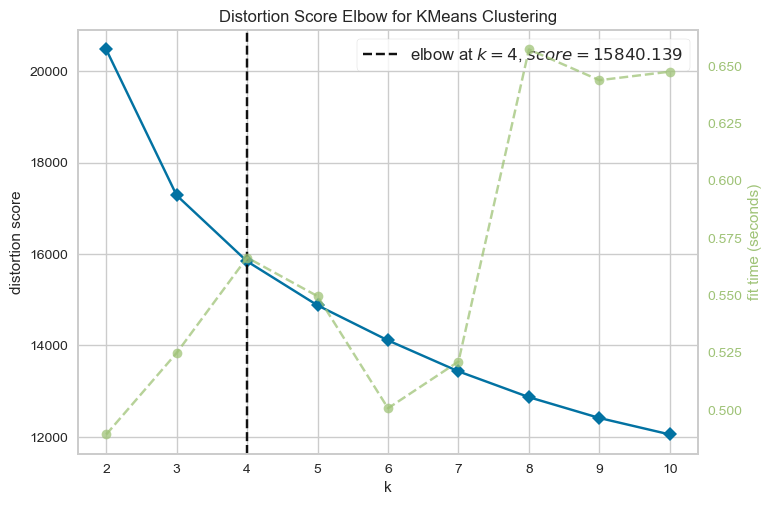 Distortion Score Elbow for KMeans Clustering
elbow at k = 4, score = 15840.139
20000
18000
16000
14000
12000
distortion score
0.650
0.625
0.600
0.575
0.550
0.525
0.500
fit time (seconds)
2 3 4 5 6 7 8 9 10
k